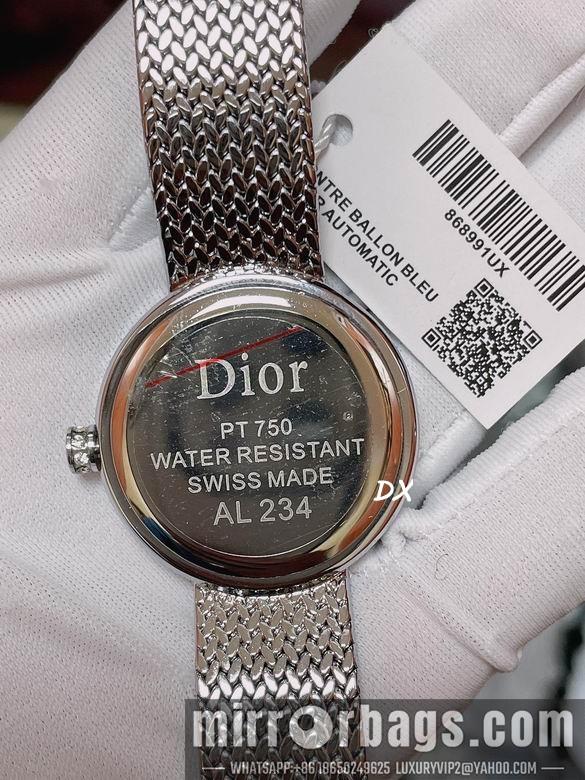 NTRE BALLON BLEU
AUTOMATIC
868991UX
Dior
PT 750
WATER RESISTANT
SWISS MADE
AL 234
DX
mirrorbags.com
WHATSAPP:+8618650249625 LUXURYVIP2@YAHOO.COM